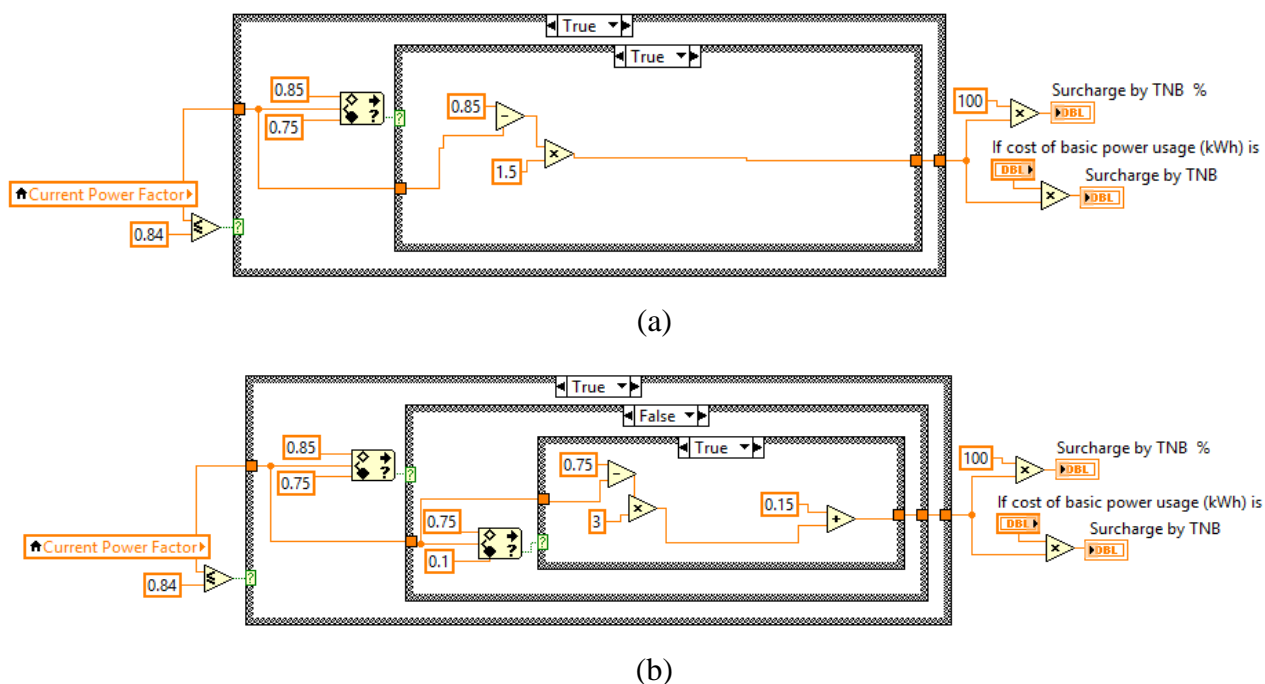 True
True
0.85
0.75
?
?
0.85
-
1.5
×
100
×
Surcharge by TNB %
DBL
If cost of basic power usage (kWh) is
DBL
Surcharge by TNB
×
DBL
Current Power Factor
0.84
≤
?
(a)
True
False
True
0.85
0.75
?
?
0.75
-
3
×
0.15
+
0.75
0.1
?
?
100
×
Surcharge by TNB %
DBL
If cost of basic power usage (kWh) is
DBL
Surcharge by TNB
×
DBL
Current Power Factor
0.84
≤
?
(b)